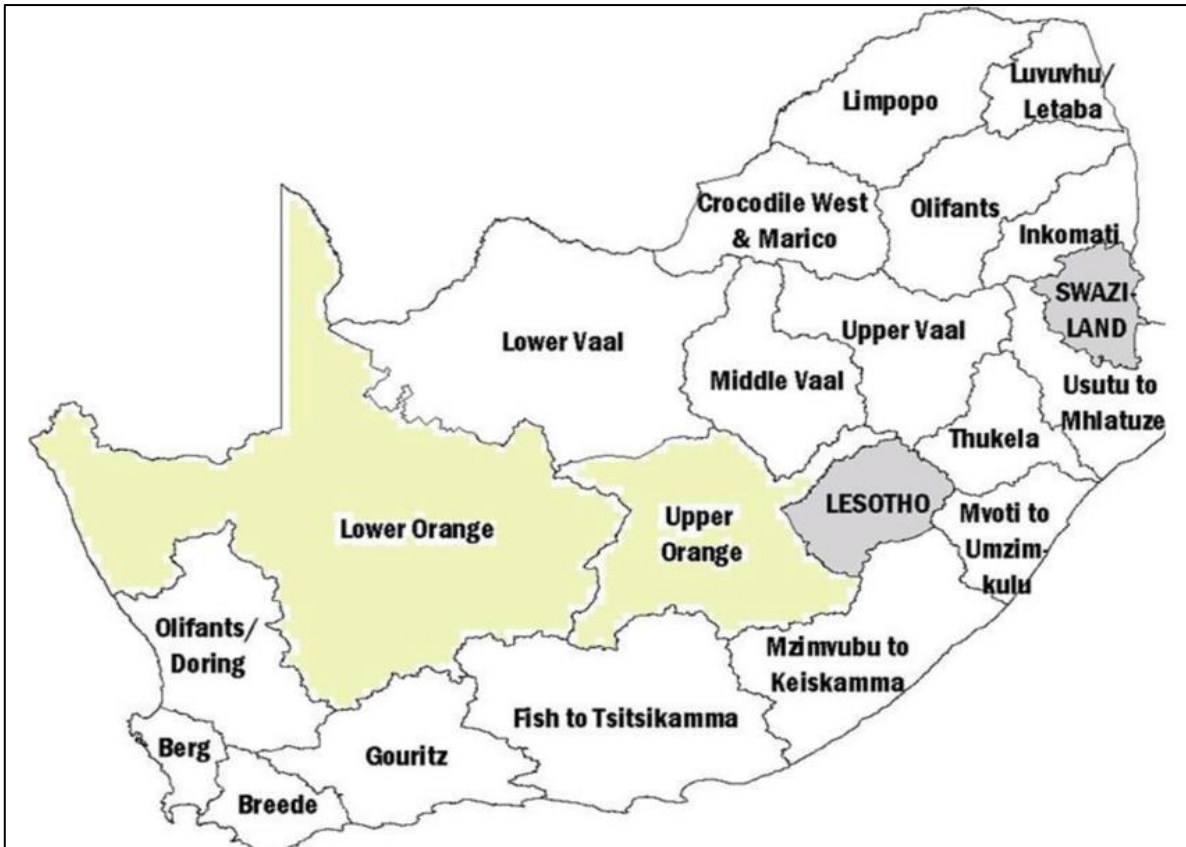 Limpopo
Luvuvhu/
Letaba
Crocodile West
& Marico
Olifants
Inkomati
SWAZI-
LAND
Lower Vaal
Middle Vaal
Upper Vaal
Usutu to
Mhlatuze
Thukela
LESOTHO
Mvoti to
Umzim-
kulu
Lower Orange
Upper
Orange
Olifants/
Doring
Mzimvubu to
Keiskamma
Fish to Tsitsikamma
Gouritz
Berg
Breede